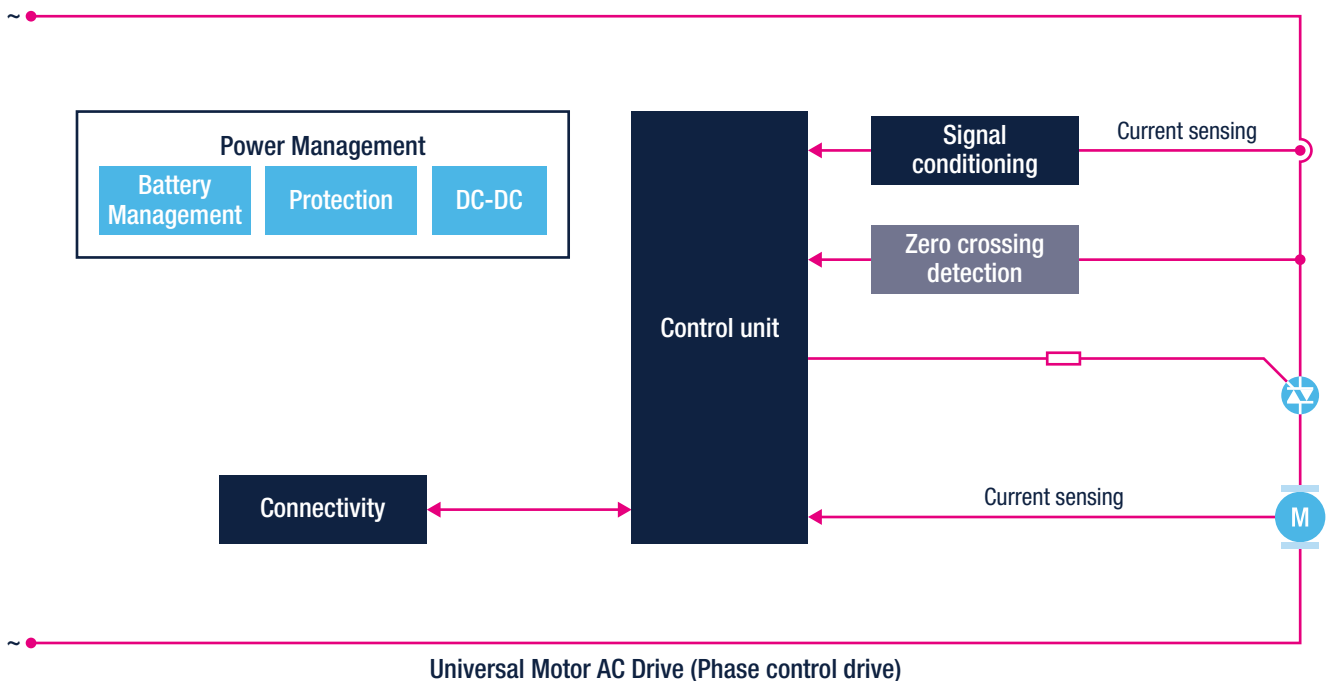 ~
Power Management
Battery
Management
Protection
DC-DC
Control unit
Signal
conditioning
Current sensing
Zero crossing
detection
Connectivity
Current sensing
M
~
Universal Motor AC Drive (Phase control drive)